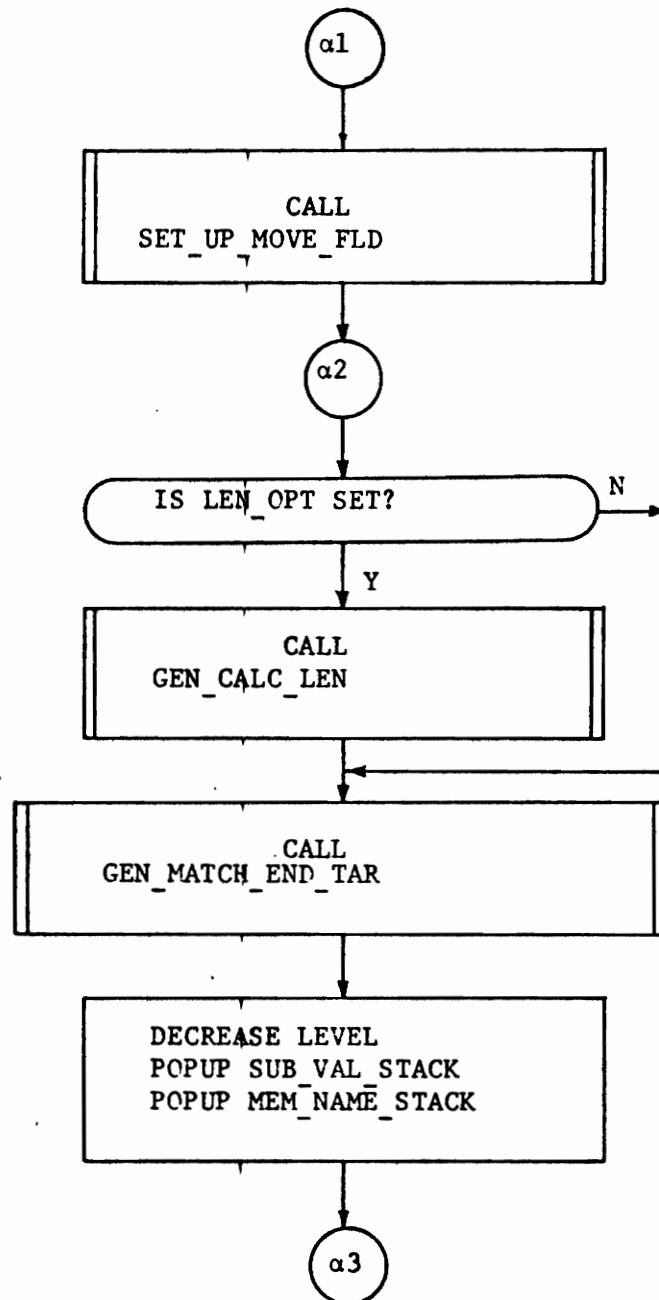 α1
CALL
SET_UP_MOVE_FLD
α2
IS LEN_OPT SET?
N
Y
CALL
GEN_CALC_LEN
CALL
GEN_MATCH_END_TAR
DECREASE LEVEL
POPUP SUB_VAL_STACK
POPUP MEM_NAME_STACK
α3